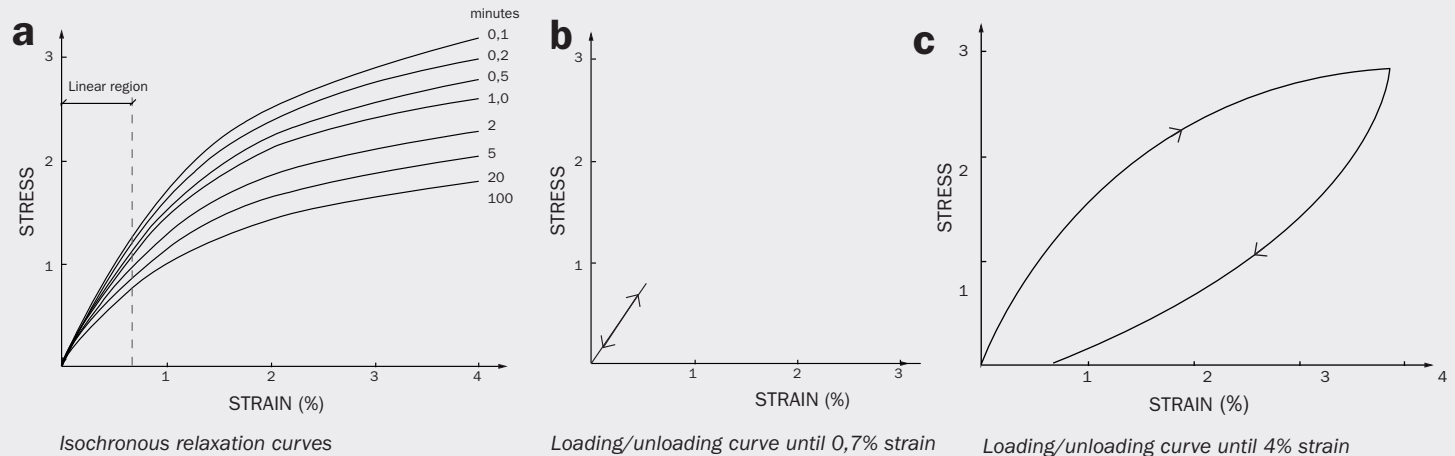 a
minutes
0,1
0,2
0,5
1,0
2
5
20
100
3
2
1
Linear region
STRESS
1
2
3
4
STRAIN (%)
Isochronous relaxation curves
b
3
2
1
STRESS
1
2
3
STRAIN (%)
Loading/unloading curve until 0,7% strain
c
3
2
1
STRESS
1
2
3
4
STRAIN (%)
Loading/unloading curve until 4% strain